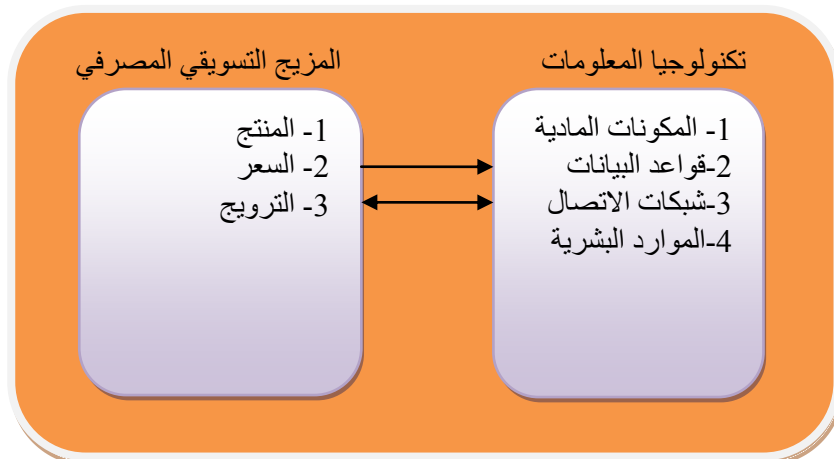 تكنولوجيا المعلومات
1- المكونات المادية
2-قواعد البيانات
3-شبكات الاتصال
4-الموارد البشرية
المزيج التسويقي المصرفي
1- المنتج
2- السعر
3- الترويج